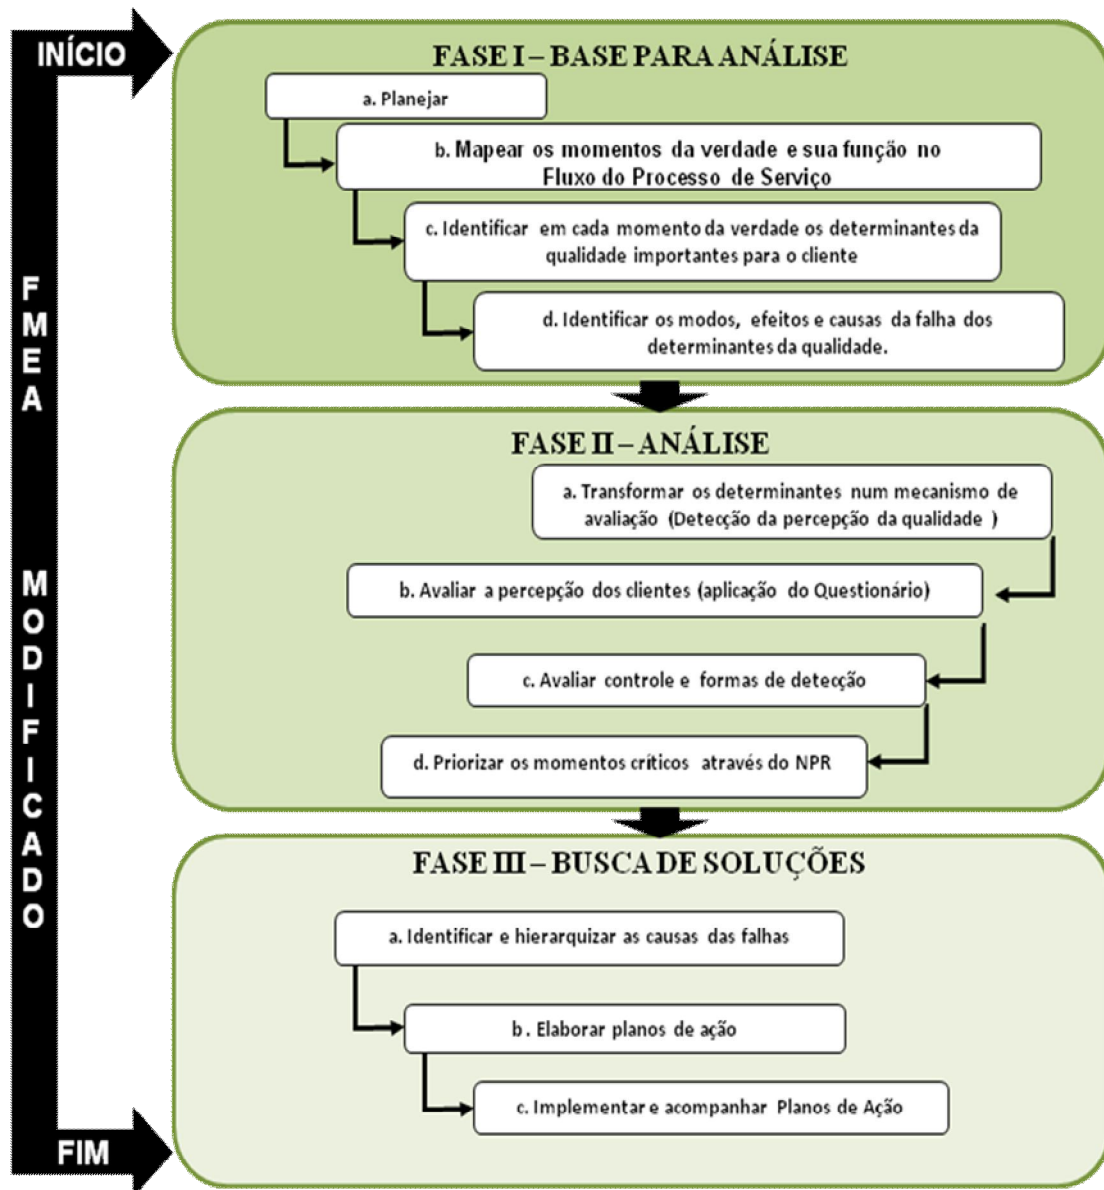 INÍCIO
FASE I – BASE PARA ANÁLISE
a. Planejar
b. Mapear os momentos da verdade e sua função no
Fluxo do Processo de Serviço
c. Identificar em cada momento da verdade os determinantes da
qualidade importantes para o cliente
d. Identificar os modos, efeitos e causas da falha dos
determinantes da qualidade.
FMEA MODIFICADO
FASE II – ANÁLISE
a. Transformar os determinantes num mecanismo de
avaliação (Detecção da percepção da qualidade )
b. Avaliar a percepção dos clientes (aplicação do Questionário)
c. Avaliar controle e formas de detecção
d. Priorizar os momentos críticos através do NPR
FASE III – BUSCA DE SOLUÇÕES
a. Identificar e hierarquizar as causas das falhas
b . Elaborar planos de ação
c. Implementar e acompanhar Planos de Ação
FIM